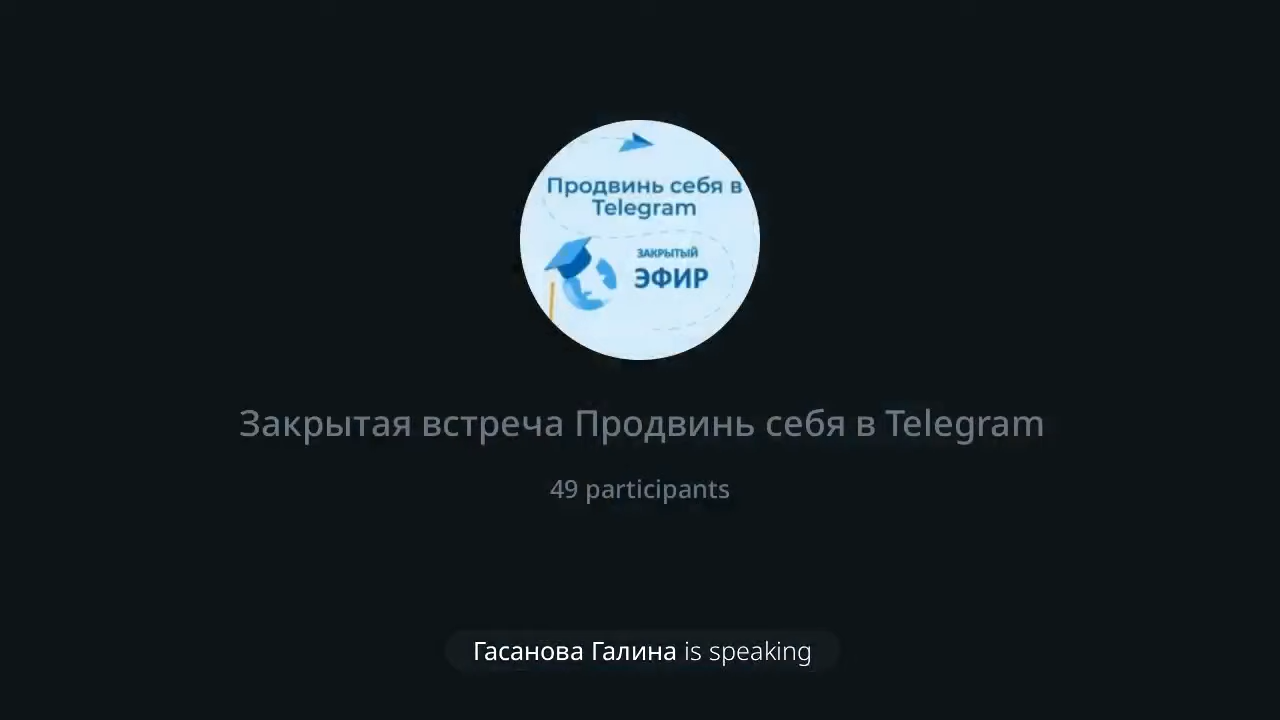 Продвинь себя в
Telegram
ЗАКРЫТЫЙ
ЭФИР
Закрытая встреча Продвинь себя в Telegram
49 participants
Гасанова Галина is speaking